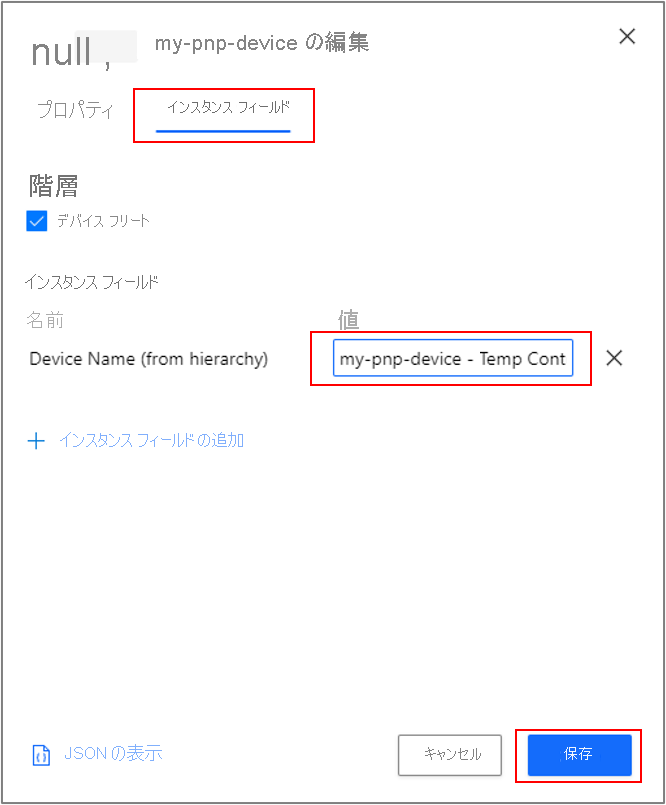 null , my-pnp-device の編集
プロパティ インスタンス フィールド
階層
デバイス フリート
インスタンス フィールド
名前 値
Device Name (from hierarchy) my-pnp-device - Temp Cont
インスタンス フィールドの追加
JSON の表示 キャンセル 保存